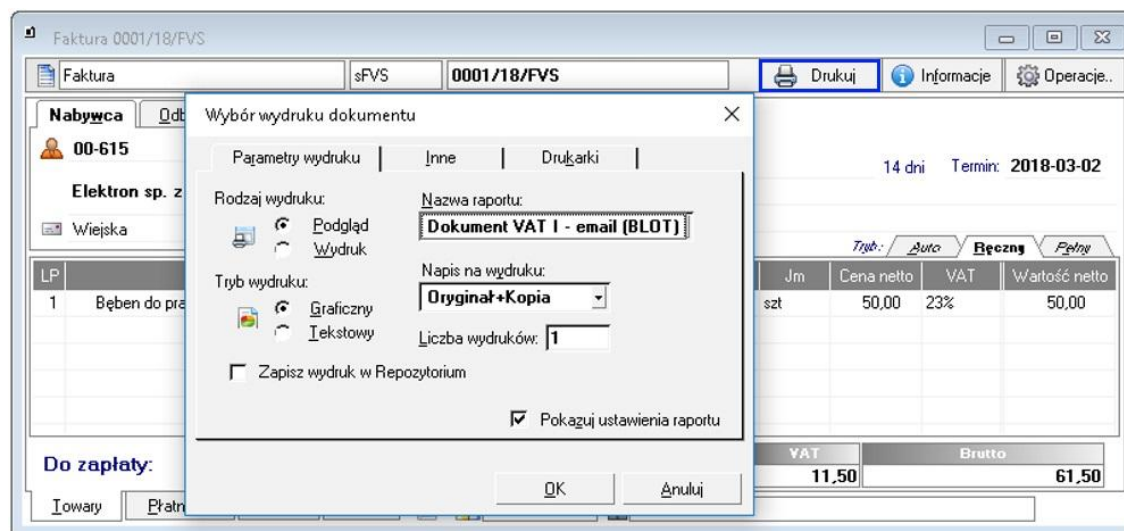 Faktura 0001/18/FVS
Faktura sFVS 0001/18/FVS Drukuj Informacje Operacje..
Nabywca
00-615
Elektron sp. z
Wiejska
14 dni Termin: 2018-03-02
Tryb: Auto Ręczny Pełny
Wybór wydruku dokumentu
Parametry wydruku Inne Drukarki
Rodzaj wydruku:
Podgląd
Wydruk
Nazwa raportu:
Dokument VAT I - email (BLOT)
Tryb wydruku:
Graficzny
Tekstowy
Napis na wydruku:
Oryginał+Kopia
Liczba wydruków: 1
Zapisz wydruk w Repozytorium
Pokazuj ustawienia raportu
OK Anuluj
LP Jm Cena netto VAT Wartość netto
1 Bęben do szt 50,00 23% 50,00
Do zapłaty:
VAT Brutto
11,50 61,50
Towary